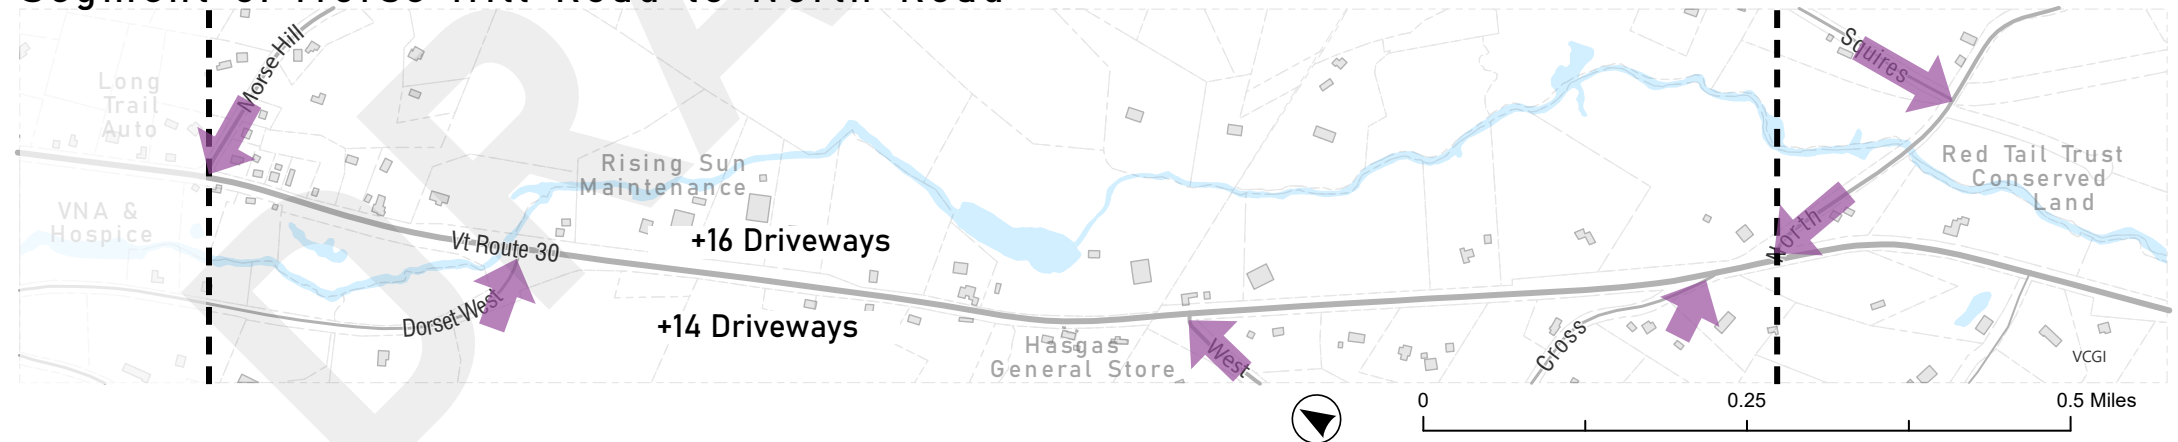 Segment of Morse Hill Road to North Road
Morse Hill
Squires
Long
Trail
Auto
Rising Sun
Maintenance
Red Tail Trust
Conserved
Land
VNA &
Hospice
North
Vt Route 30
+16 Driveways
Dorset West
+14 Driveways
Hasgas
General Store
West
Cross
VCGI
0
0.25
0.5 Miles
DRA